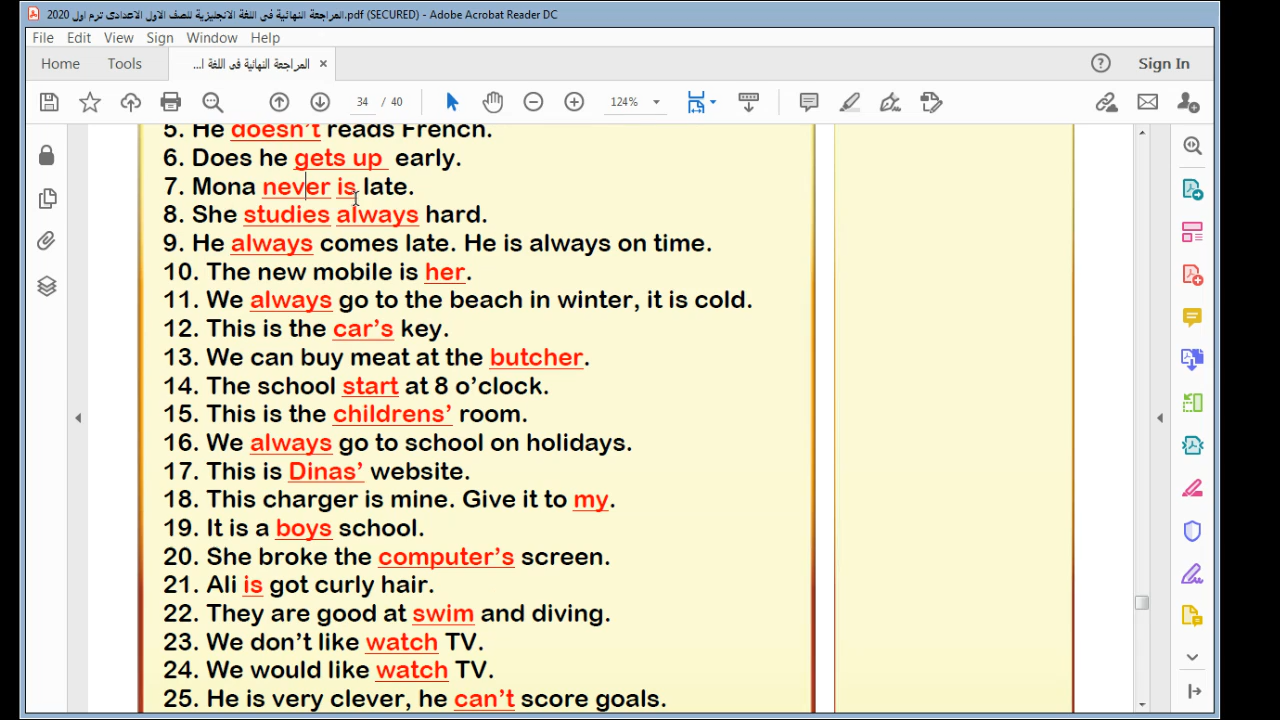 المراجعة النهائية فى اللغة الانجليزية للصف الاول الاعدادى ترم اول 2020.pdf (SECURED) - Adobe Acrobat Reader DC
File Edit View Sign Window Help
Home Tools المراجعة النهائية فى اللغة ا... × Sign In
34 / 40 124%
5. He doesn't reads French.
6. Does he gets up early.
7. Mona never is late.
8. She studies always hard.
9. He always comes late. He is always on time.
10. The new mobile is her.
11. We always go to the beach in winter, it is cold.
12. This is the car's key.
13. We can buy meat at the butcher.
14. The school start at 8 o'clock.
15. This is the childrens' room.
16. We always go to school on holidays.
17. This is Dinas' website.
18. This charger is mine. Give it to my.
19. It is a boys school.
20. She broke the computer's screen.
21. Ali is got curly hair.
22. They are good at swim and diving.
23. We don't like watch TV.
24. We would like watch TV.
25. He is very clever, he can't score goals.